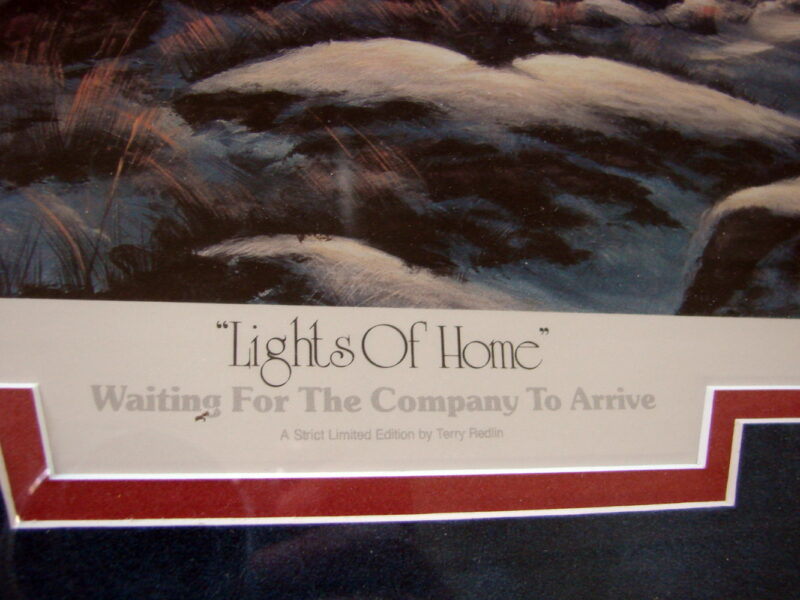 "Lights Of Home"
Waiting For The Company To Arrive
A Strict Limited Edition by Terry Redlin